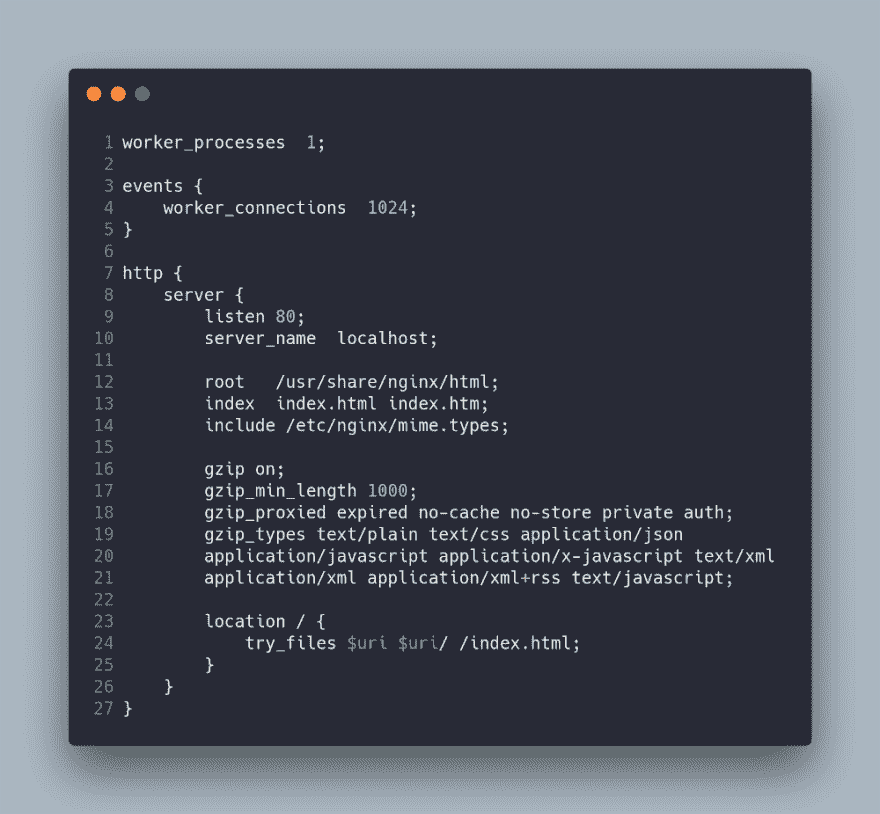 1 worker_processes  1;
2
3 events {
4     worker_connections  1024;
5 }
6
7 http {
8     server {
9         listen 80;
10         server_name  localhost;
11
12         root   /usr/share/nginx/html;
13         index  index.html index.htm;
14         include /etc/nginx/mime.types;
15
16         gzip on;
17         gzip_min_length 1000;
18         gzip_proxied expired no-cache no-store private auth;
19         gzip_types text/plain text/css application/json
20         application/javascript application/x-javascript text/xml
21         application/xml application/xml+rss text/javascript;
22
23         location / {
24             try_files $uri $uri/ /index.html;
25         }
26     }
27 }